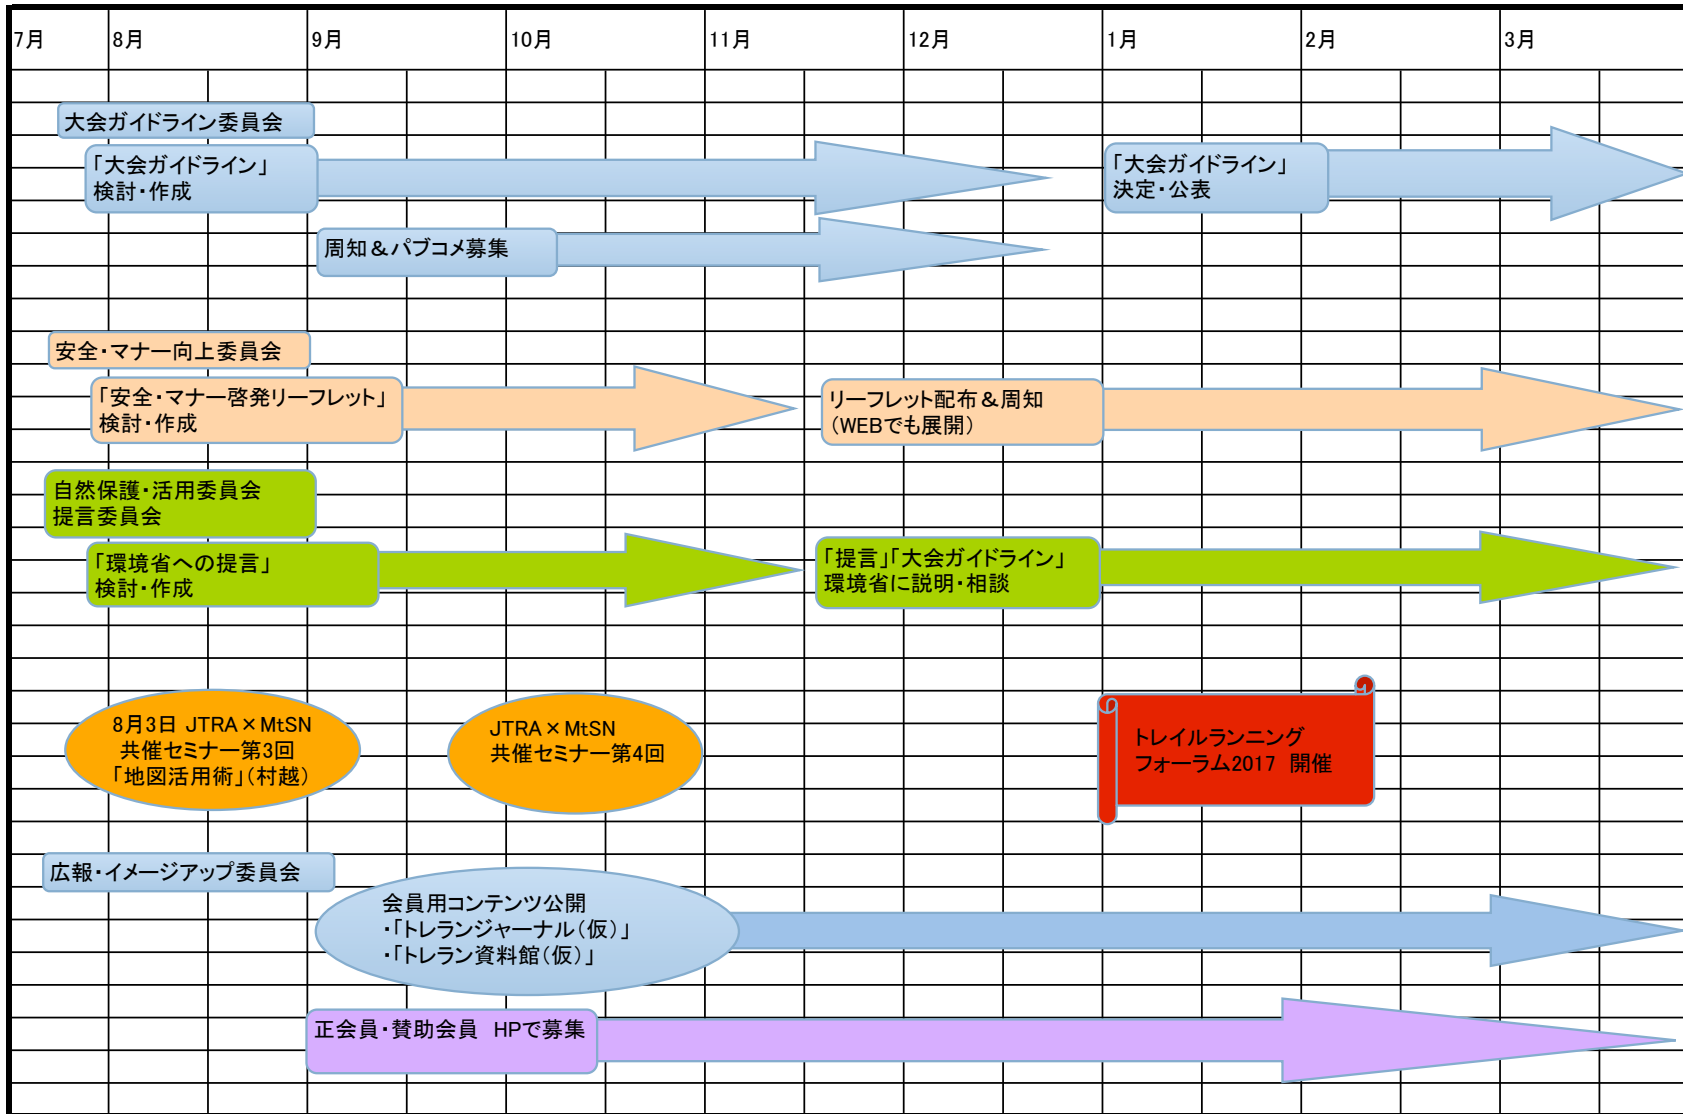 7月 8月 9月 10月 11月 12月 1月 2月 3月
大会ガイドライン委員会
「大会ガイドライン」
検討・作成
「大会ガイドライン」
決定・公表
周知＆パブコメ募集
安全・マナー向上委員会
「安全・マナー啓発リーフレット」
検討・作成
リーフレット配布＆周知
（WEBでも展開）
自然保護・活用委員会
提言委員会
「環境省への提言」
検討・作成
「提言」「大会ガイドライン」
環境省に説明・相談
8月3日 JTRA×MtSN
共催セミナー第3回
「地図活用術」（村越）
JTRA×MtSN
共催セミナー第4回
トレイルランニング
フォーラム2017 開催
広報・イメージアップ委員会
会員用コンテンツ公開
・「トレランジャーナル（仮）」
・「トレラン資料館（仮）」
正会員・賛助会員 HPで募集